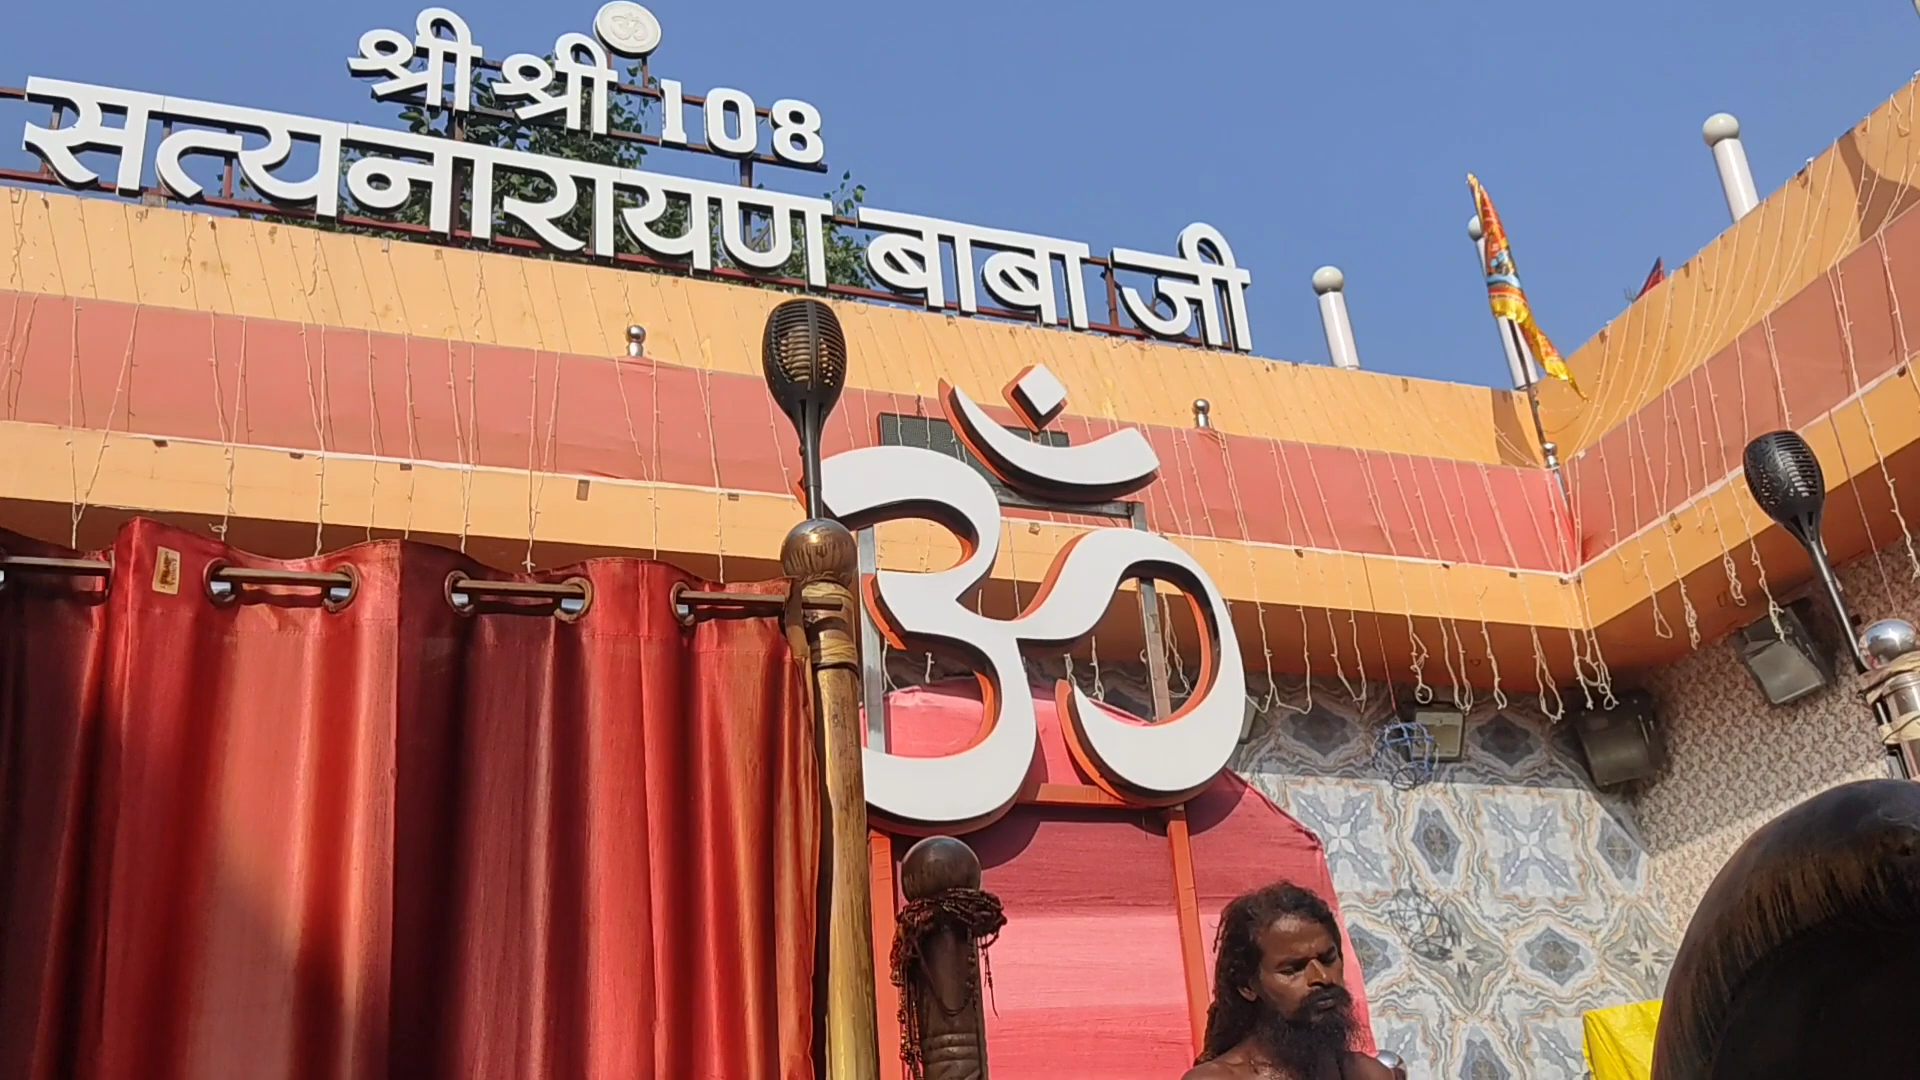 श्री श्री 108
सत्यनारायण बाबा जी
ॐ